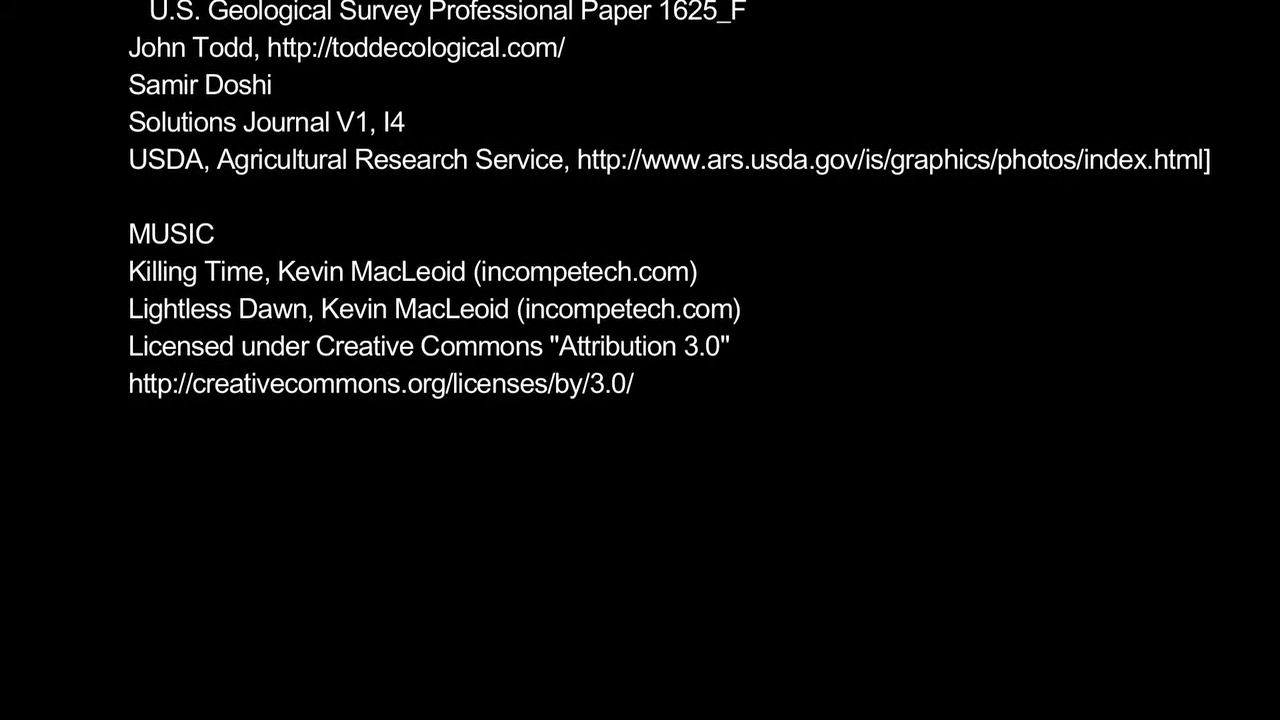 U.S. Geological Survey Professional Paper 1625_F
John Todd, http://toddecological.com/
Samir Doshi
Solutions Journal V1, I4
USDA, Agricultural Research Service, http://www.ars.usda.gov/is/graphics/photos/index.html]
MUSIC
Killing Time, Kevin MacLeoid (incompetech.com)
Lightless Dawn, Kevin MacLeoid (incompetech.com)
Licensed under Creative Commons "Attribution 3.0"
http://creativecommons.org/licenses/by/3.0/